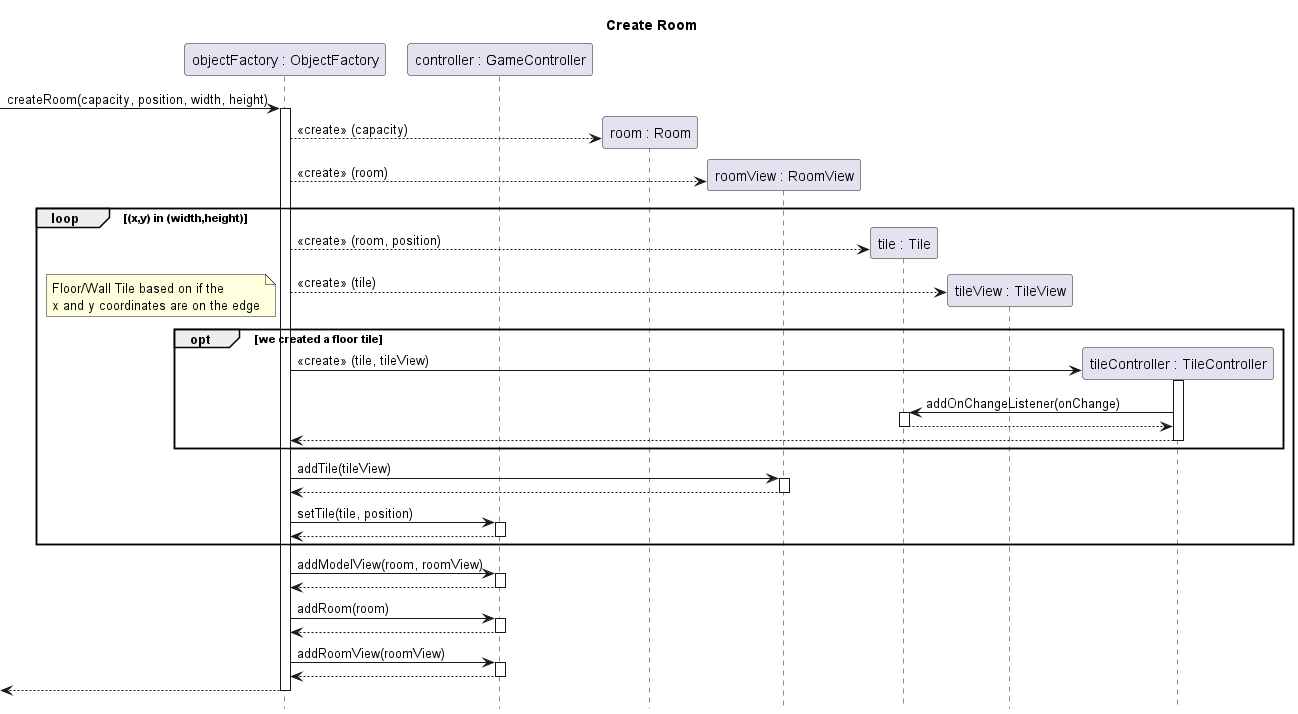 Create Room
objectFactory : ObjectFactory
controller : GameController
createRoom(capacity, position, width, height)
«create» (capacity)
room : Room
«create» (room)
roomView : RoomView
loop
[(x,y) in (width,height)]
«create» (room, position)
tile : Tile
Floor/Wall Tile based on if the
x and y coordinates are on the edge
«create» (tile)
tileView : TileView
opt
[we created a floor tile]
«create» (tile, tileView)
tileController : TileController
addOnChangeListener(onChange)
addTile(tileView)
setTile(tile, position)
addModelView(room, roomView)
addRoom(room)
addRoomView(roomView)